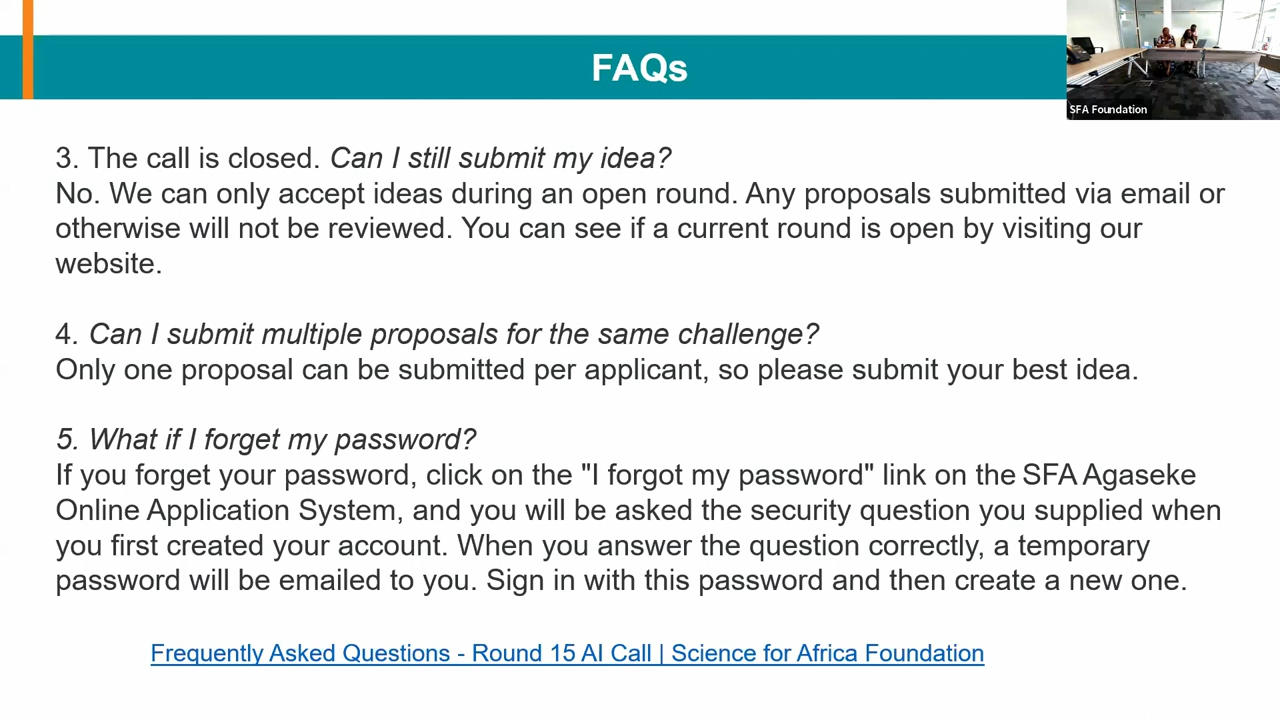 FAQs
SFA Foundation
3. The call is closed. Can I still submit my idea?
No. We can only accept ideas during an open round. Any proposals submitted via email or
otherwise will not be reviewed. You can see if a current round is open by visiting our
website.
4. Can I submit multiple proposals for the same challenge?
Only one proposal can be submitted per applicant, so please submit your best idea.
5. What if I forget my password?
If you forget your password, click on the "I forgot my password" link on the SFA Agaseke
Online Application System, and you will be asked the security question you supplied when
you first created your account. When you answer the question correctly, a temporary
password will be emailed to you. Sign in with this password and then create a new one.
Frequently Asked Questions - Round 15 AI Call | Science for Africa Foundation